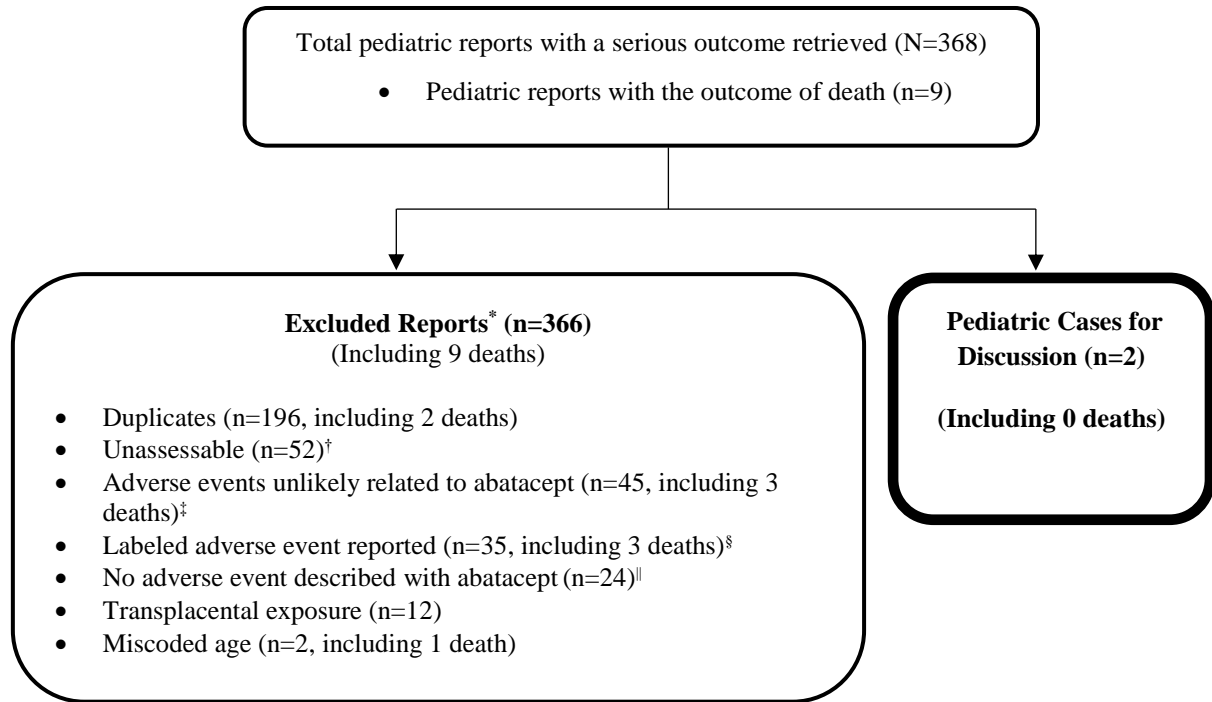 Total pediatric reports with a serious outcome retrieved (N=368)
• Pediatric reports with the outcome of death (n=9)
Excluded Reports* (n=366)
(Including 9 deaths)
• Duplicates (n=196, including 2 deaths)
• Unassessable (n=52)†
• Adverse events unlikely related to abatacept (n=45, including 3
deaths)‡
• Labeled adverse event reported (n=35, including 3 deaths)§
• No adverse event described with abatacept (n=24)‖
• Transplacental exposure (n=12)
• Miscoded age (n=2, including 1 death)
Pediatric Cases for
Discussion (n=2)
(Including 0 deaths)